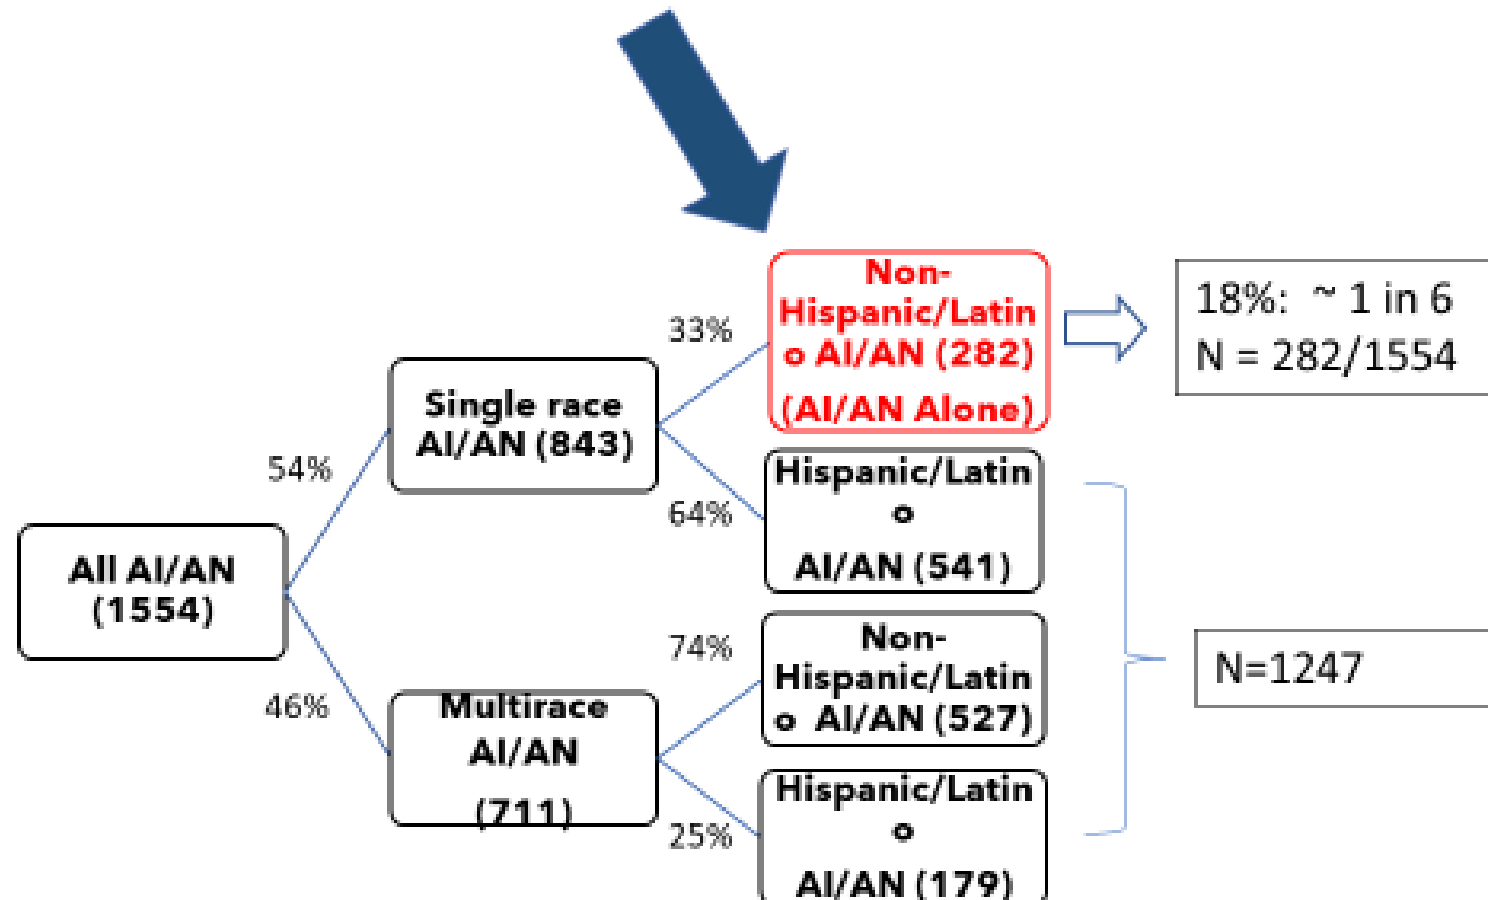 Non-
Hispanic/Latin
o AI/AN (282)
(AI/AN Alone)
18%: ~ 1 in 6
N = 282/1554
33%
Single race
AI/AN (843)
54%
64%
Hispanic/Latin
o
AI/AN (541)
All AI/AN
(1554)
46%
74%
Non-
Hispanic/Latin
o AI/AN (527)
N=1247
Multirace
AI/AN
(711)
25%
Hispanic/Latin
o
AI/AN (179)